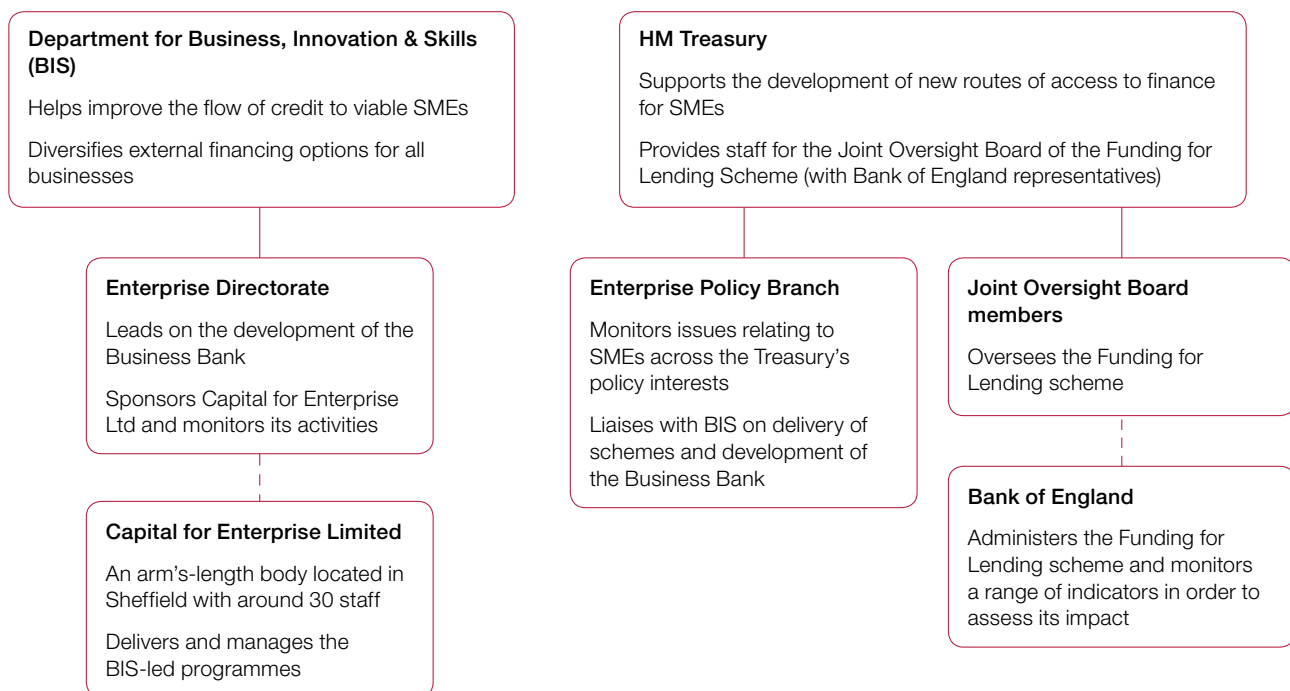 Department for Business, Innovation & Skills
(BIS)
Helps improve the flow of credit to viable SMEs
Diversifies external financing options for all
businesses
HM Treasury
Supports the development of new routes of access to finance
for SMEs
Provides staff for the Joint Oversight Board of the Funding for
Lending Scheme (with Bank of England representatives)
Enterprise Directorate
Leads on the development of the
Business Bank
Sponsors Capital for Enterprise
Ltd and monitors its activities
Enterprise Policy Branch
Monitors issues relating to
SMEs across the Treasury’s
policy interests
Liaises with BIS on delivery of
schemes and development of
the Business Bank
Joint Oversight Board
members
Oversees the Funding for
Lending scheme
Capital for Enterprise Limited
An arm’s-length body located in
Sheffield with around 30 staff
Delivers and manages the
BIS-led programmes
Bank of England
Administers the Funding for
Lending scheme and monitors
a range of indicators in order to
assess its impact